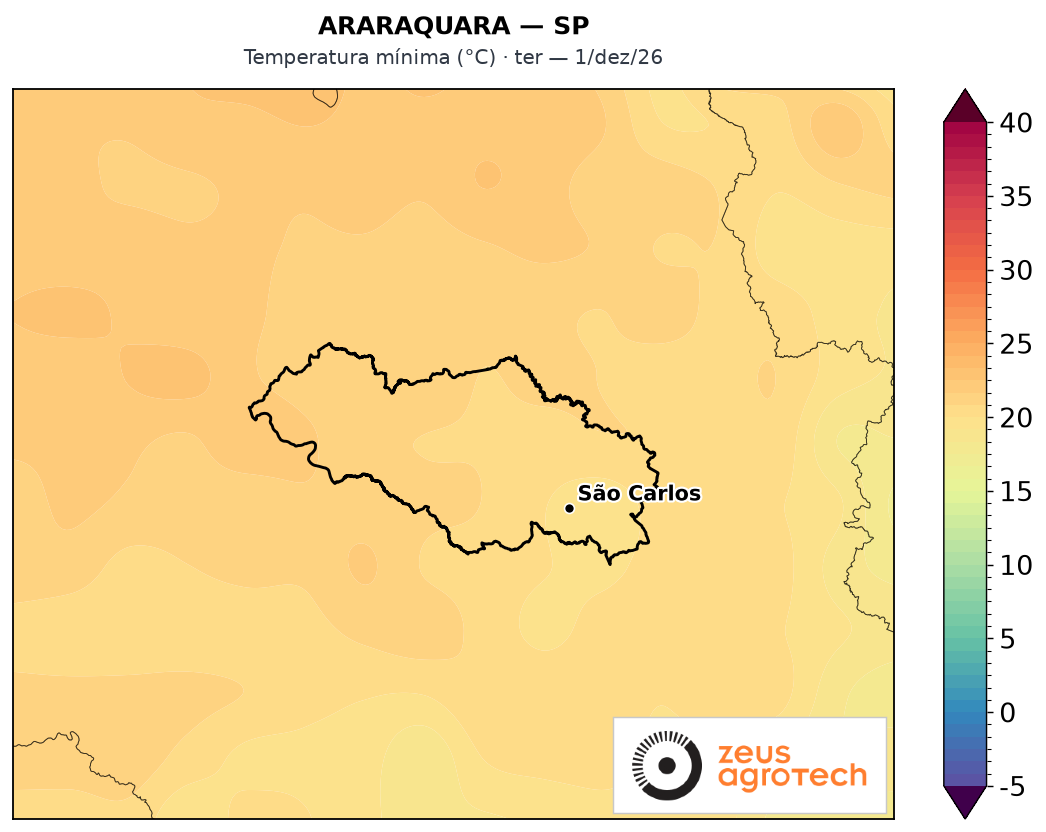 ARARAQUARA — SP
Temperatura mínima (°C) · ter — 1/dez/26
40
35
30
25
20
15
10
5
0
-5
São Carlos
zeus
agrotech